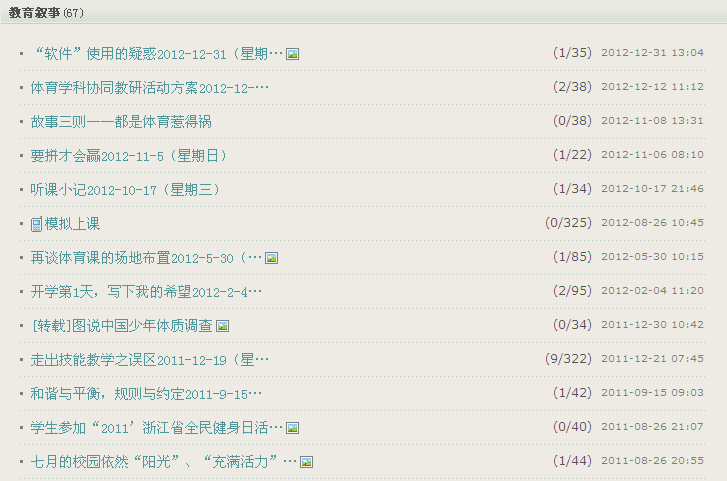 教育叙事(67)
“软件”使用的疑惑2012-12-31（星期… (1/35) 2012-12-31 13:04
体育学科协同教研活动方案2012-12-… (2/38) 2012-12-12 11:12
故事三则——都是体育惹得祸 (0/38) 2012-11-08 13:31
要拼才会赢2012-11-5（星期日） (1/22) 2012-11-06 08:10
听课小记2012-10-17（星期三） (1/34) 2012-10-17 21:46
模拟上课 (0/325) 2012-08-26 10:45
再谈体育课的场地布置2012-5-30（… (1/85) 2012-05-30 10:15
开学第1天，写下我的希望2012-2-4… (2/95) 2012-02-04 11:20
[转载]图说中国少年体质调查 (0/34) 2011-12-30 10:42
走出技能教学之误区2011-12-19（星… (9/322) 2011-12-21 07:45
和谐与平衡，规则与约定2011-9-15… (1/42) 2011-09-15 09:03
学生参加“2011’浙江省全民健身日活… (0/40) 2011-08-26 21:07
七月的校园依然“阳光”、“充满活力”… (1/44) 2011-08-26 20:55